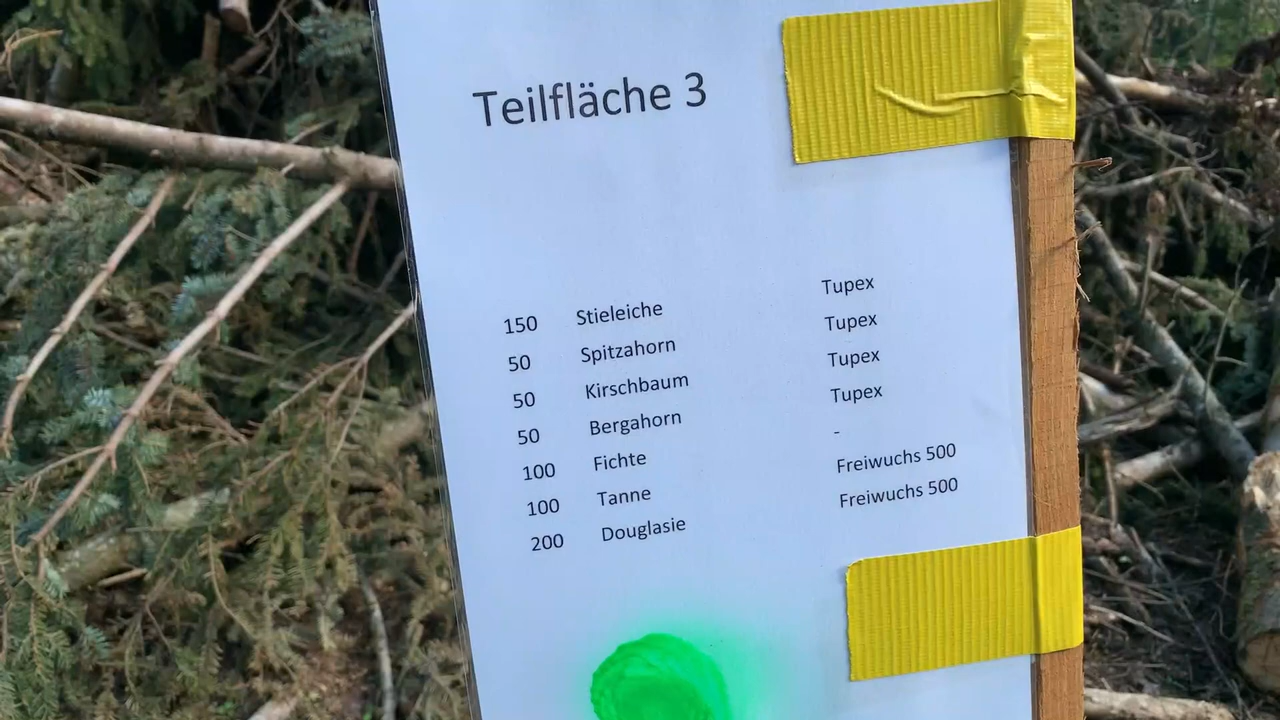 Teilfläche 3
150 Stieleiche Tupex
50 Spitzahorn Tupex
50 Kirschbaum Tupex
50 Bergahorn Tupex
100 Fichte -
100 Tanne Freiwuchs 500
200 Douglasie Freiwuchs 500